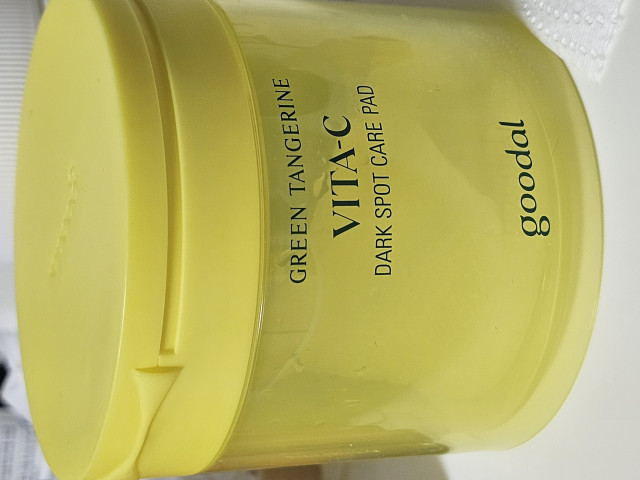 GREEN TANGERINE
VITA-C
DARK SPOT CARE PAD
goodal